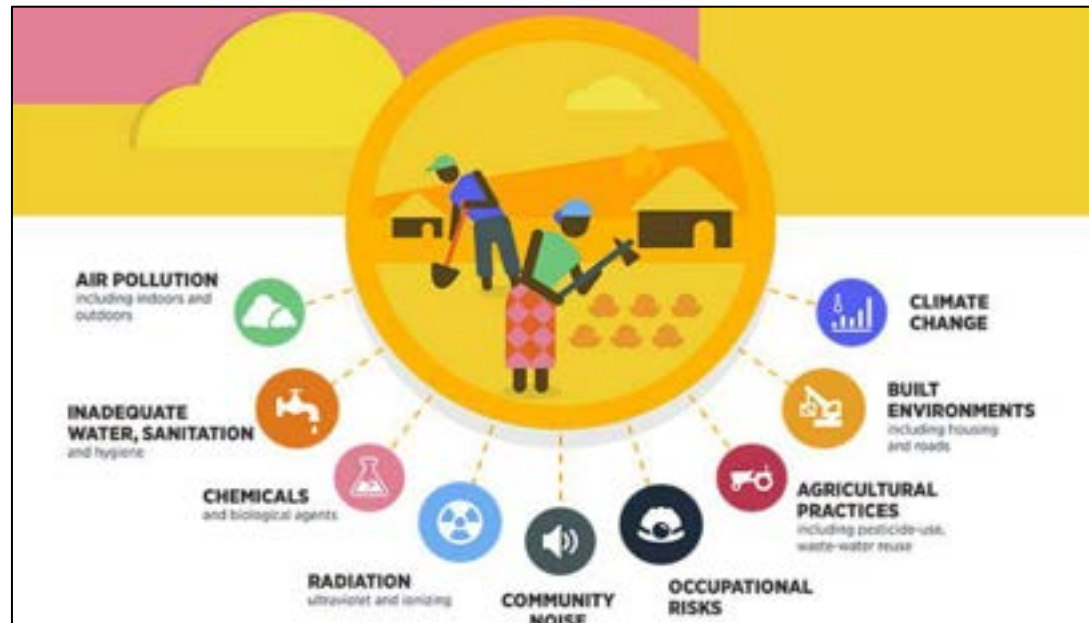 AIR POLLUTION
including indoors and
outdoors
INADEQUATE
WATER, SANITATION
and hygiene
CHEMICALS
and biological agents
RADIATION
ultraviolet and ionizing
COMMUNITY
NOISE
OCCUPATIONAL
RISKS
AGRICULTURAL
PRACTICES
including pesticide-use,
waste-water reuse
BUILT
ENVIRONMENTS
including housing
and roads
CLIMATE
CHANGE